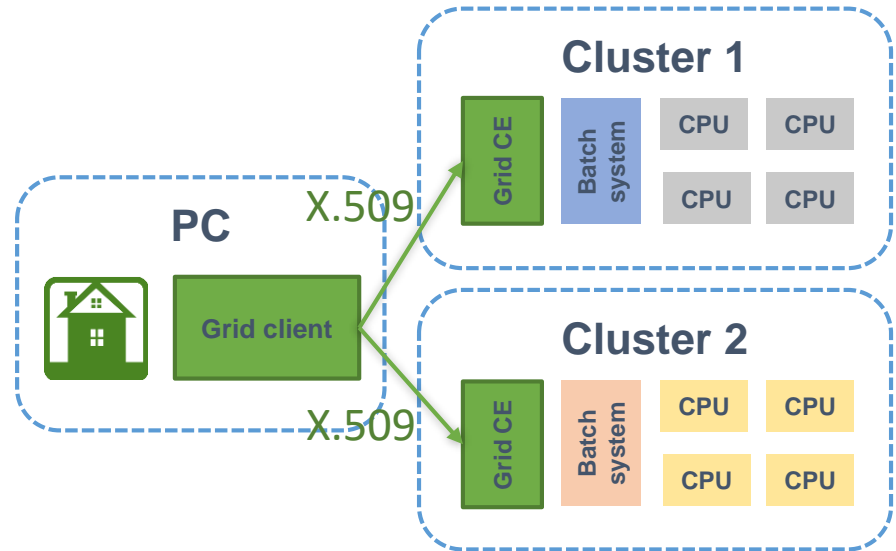 PC
Grid client
X.509
X.509
Cluster 1
Grid CE
Batch
system
CPU
CPU
CPU
CPU
Cluster 2
Grid CE
Batch
system
CPU
CPU
CPU
CPU